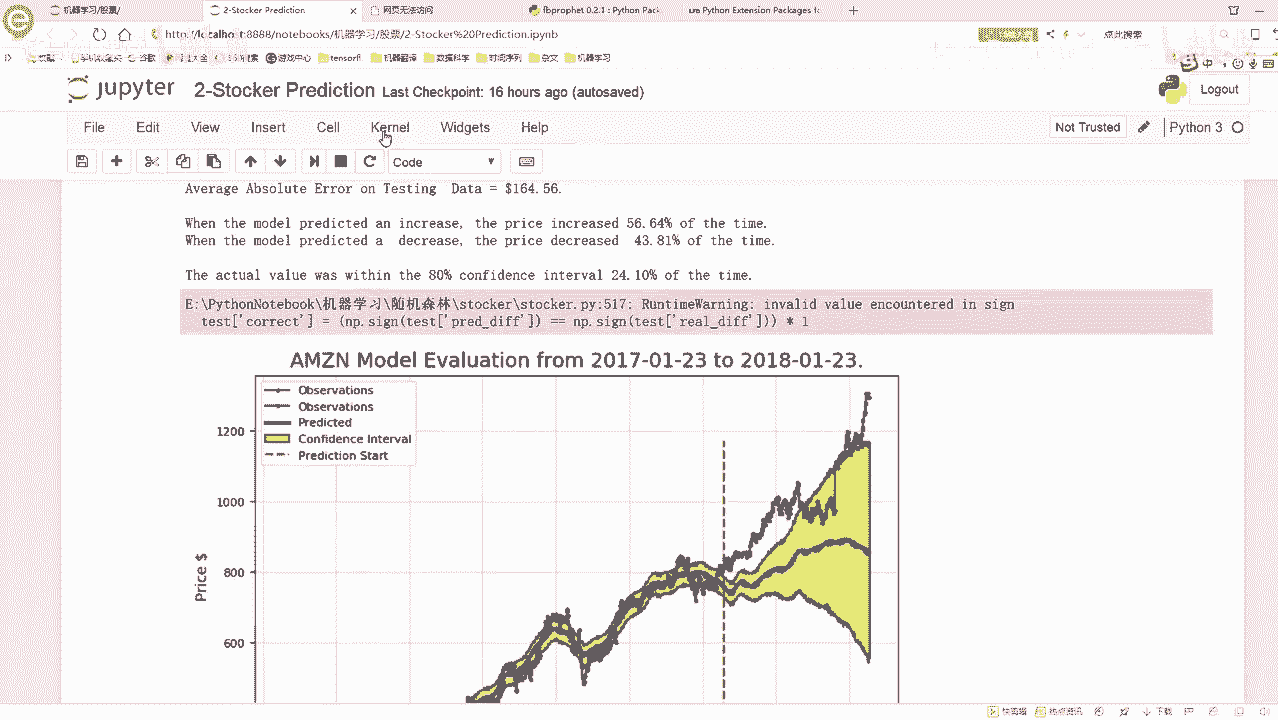 机器学习/股票/
2-Stocker Prediction
网页无法访问
fbprophet 0.2.1 : Python Pack
Python Extension Packages fo
http://localhost:8888/notebooks/机器学习/股票/2-Stocker%20Prediction.ipynb
点此搜索
游戏中心
tensorfl
机器翻译
数据科学
时间序列
杂文
机器学习
jupyter
2-Stocker Prediction
Last Checkpoint: 16 hours ago (autosaved)
Logout
File
Edit
View
Insert
Cell
Kernel
Widgets
Help
Not Trusted
Python 3
Code
Average Absolute Error on Testing  Data = $164.56.
When the model predicted an increase, the price increased 56.64% of the time.
When the model predicted a  decrease, the price decreased  43.81% of the time.
The actual value was within the 80% confidence interval 24.10% of the time.
E:\PythonNotebook\机器学习\随机森林\stocker\stocker.py:517: RuntimeWarning: invalid value encountered in sign
test['correct'] = (np.sign(test['pred_diff']) == np.sign(test['real_diff'])) * 1
AMZN Model Evaluation from 2017-01-23 to 2018-01-23.
Observations
Observations
Predicted
Confidence Interval
Prediction Start
1200
1000
800
600
Price $
下载